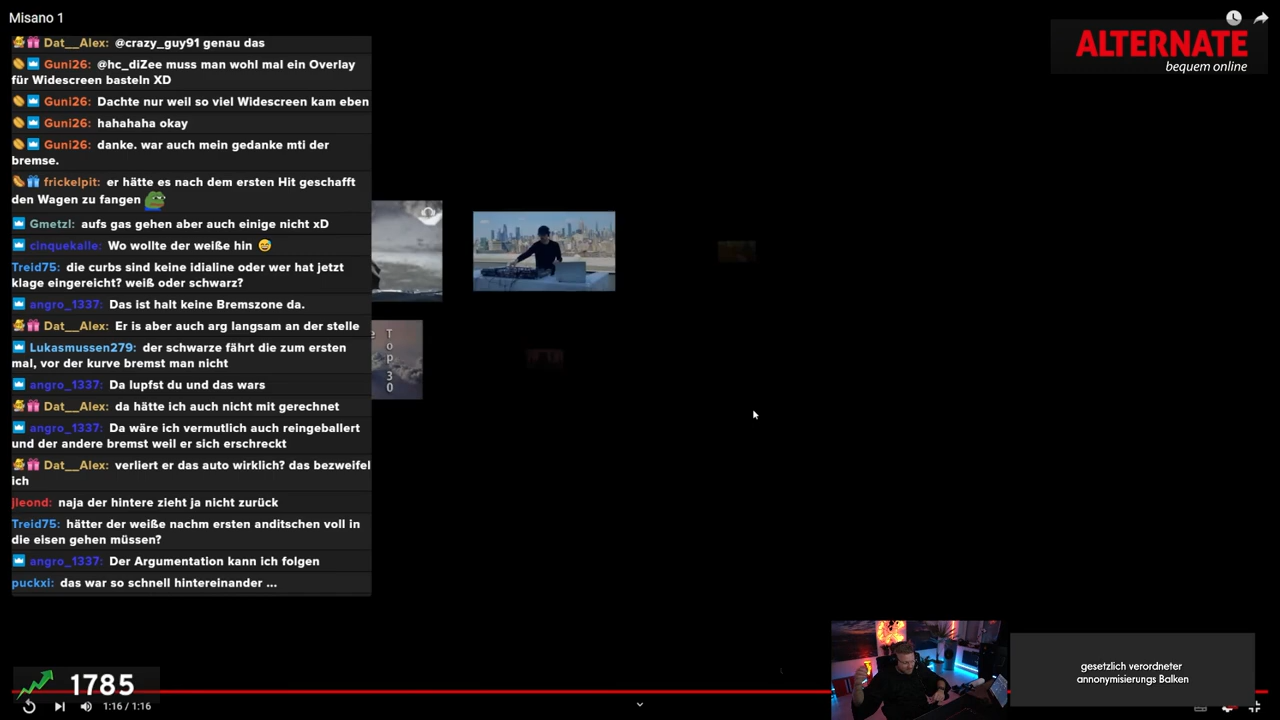 Misano 1
ALTERNATE
bequem online
Dat__Alex: @crazy_guy91 genau das
Guni26: @hc_diZee muss man wohl mal ein Overlay
für Widescreen basteln XD
Guni26: Dachte nur weil so viel Widescreen kam eben
Guni26: hahahaha okay
Guni26: danke. war auch mein gedanke mti der
bremse.
frickelpit: er hätte es nach dem ersten Hit geschafft
den Wagen zu fangen
Gmetzl: aufs gas gehen aber auch einige nicht xD
cinquekalle: Wo wollte der weiße hin 😅
Treid75: die curbs sind keine idialine oder wer hat jetzt
klage eingereicht? weiß oder schwarz?
angro_1337: Das ist halt keine Bremszone da.
Dat__Alex: Er is aber auch arg langsam an der stelle
Lukasmussen279: der schwarze fährt die zum ersten
mal, vor der kurve bremst man nicht
angro_1337: Da lupfst du und das wars
Dat__Alex: da hätte ich auch nicht mit gerechnet
angro_1337: Da wäre ich vermutlich auch reingeballert
und der andere bremst weil er sich erschreckt
Dat__Alex: verliert er das auto wirklich? das bezweifel
ich
jleond: naja der hintere zieht ja nicht zurück
Treid75: hätter der weiße nachm ersten anditschen voll in
die eisen gehen müssen?
angro_1337: Der Argumentation kann ich folgen
puckxi: das war so schnell hintereinander ...
Top 30
1785
1:16 / 1:16
gesetzlich verordneter
annonymisierungs Balken